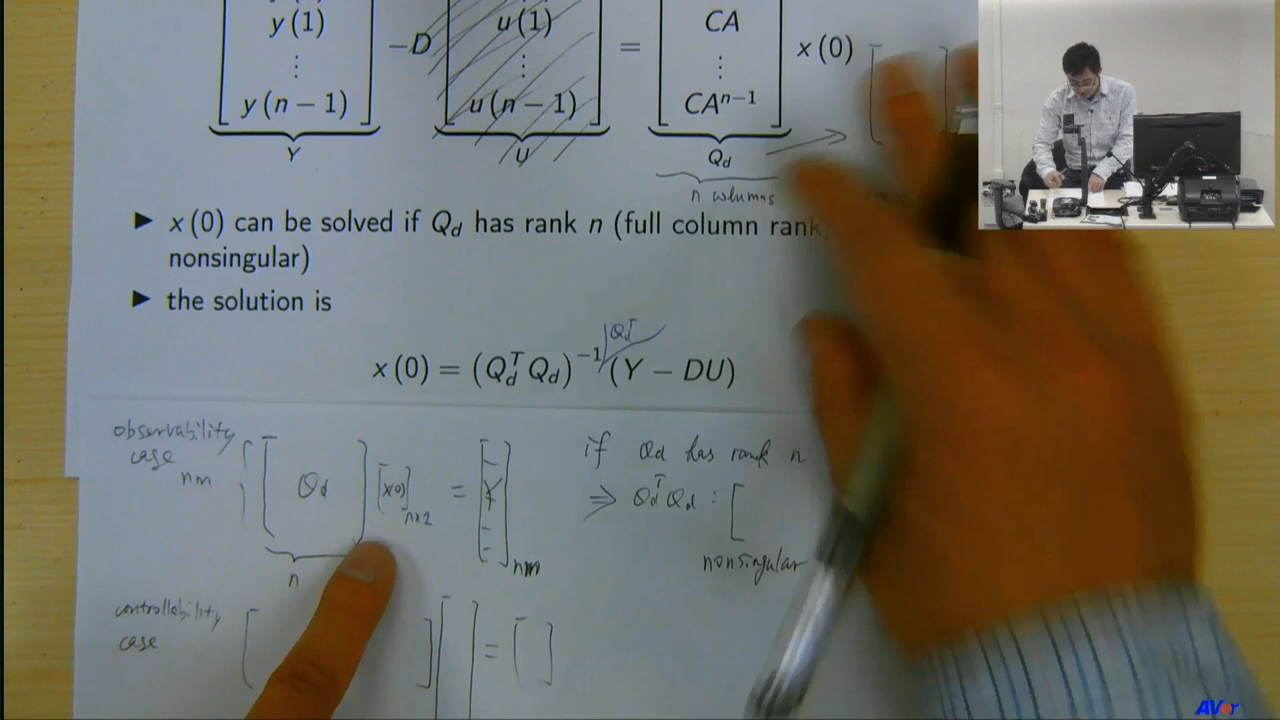 y(1) −D u(1) = CA x(0)
⋮ ⋮ ⋮
y(n−1) u(n−1) CA^{n−1}
Y U Q_d
n columns
▶ x(0) can be solved if Q_d has rank n (full column rank,
nonsingular)
▶ the solution is
Q_d^T
x(0) = (Q_d^T Q_d)^{−1} (Y − DU)
observability
case
nm [ Q_d ] [x(0)] n×2 = [ Y ] nm
n
if Q_d has rank n
⇒ Q_d^T Q_d : [
nonsingular
controllability
case [ ] [ ] = [ ]
AVer